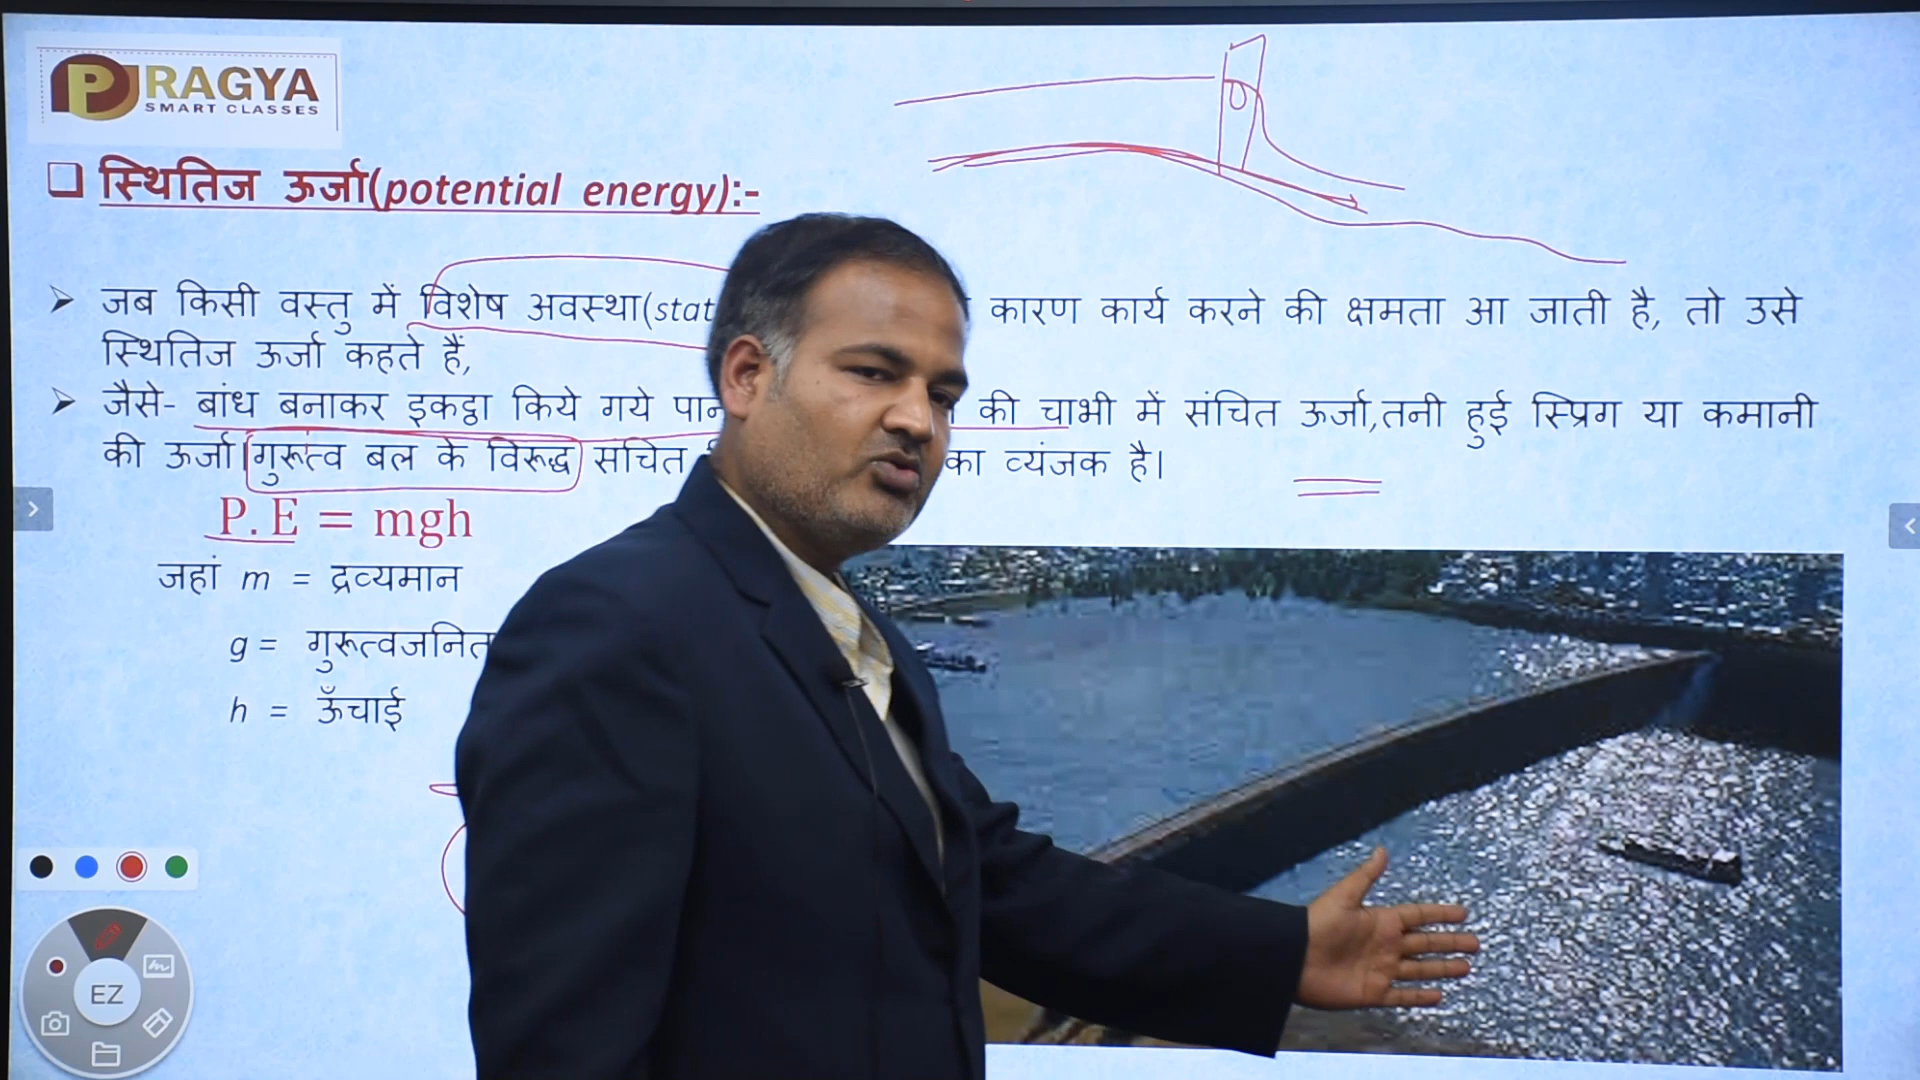 PRAGYA
SMART CLASSES
स्थितिज ऊर्जा(potential energy):-
जब किसी वस्तु में विशेष अवस्था(stat कारण कार्य करने की क्षमता आ जाती है, तो उसे
स्थितिज ऊर्जा कहते हैं,
जैसे- बांध बनाकर इकट्ठा किये गये की चाभी में संचित ऊर्जा,तनी हुई स्प्रिग या कमानी
की ऊर्जा गुरूत्व बल के विरूद्ध संचित का व्यंजक है।
P.E = mgh
जहां m = द्रव्यमान
g = गुरूत्वजनित
h = ऊँचाई
EZ